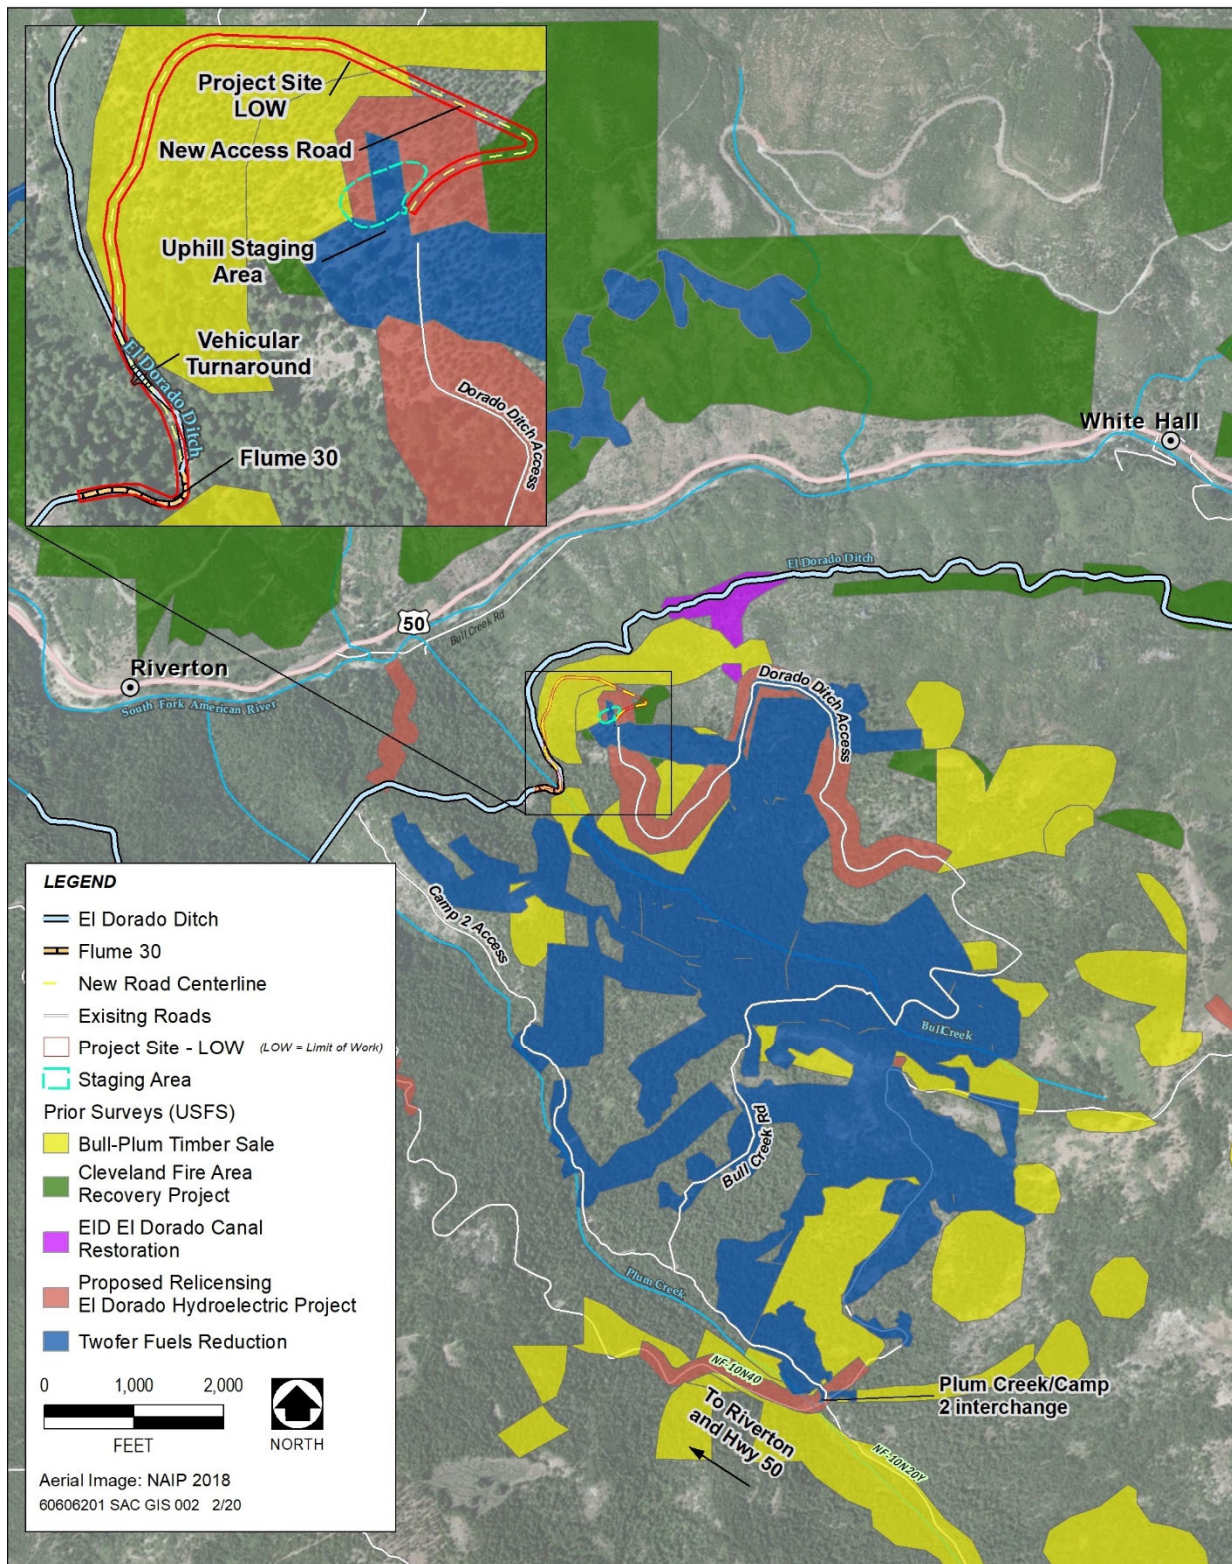 Project Site
LOW
New Access Road
Uphill Staging
Area
Vehicular
Turnaround
El Dorado Ditch
Flume 30
Dorado Ditch Access
White Hall
El Dorado Ditch
50
Bull Creek Rd
Riverton
South Fork American River
Dorado Ditch Access
Camp 2 Access
Bull Creek
Bull Creek Rd
Plum Creek
NF-10N40
Plum Creek/Camp
2 interchange
To Riverton
and Hwy 50
NF-10N20Y
LEGEND
El Dorado Ditch
Flume 30
New Road Centerline
Exisitng Roads
Project Site - LOW (LOW = Limit of Work)
Staging Area
Prior Surveys (USFS)
Bull-Plum Timber Sale
Cleveland Fire Area
Recovery Project
EID El Dorado Canal
Restoration
Proposed Relicensing
El Dorado Hydroelectric Project
Twofer Fuels Reduction
0 1,000 2,000
FEET
NORTH
Aerial Image: NAIP 2018
60606201 SAC GIS 002 2/20